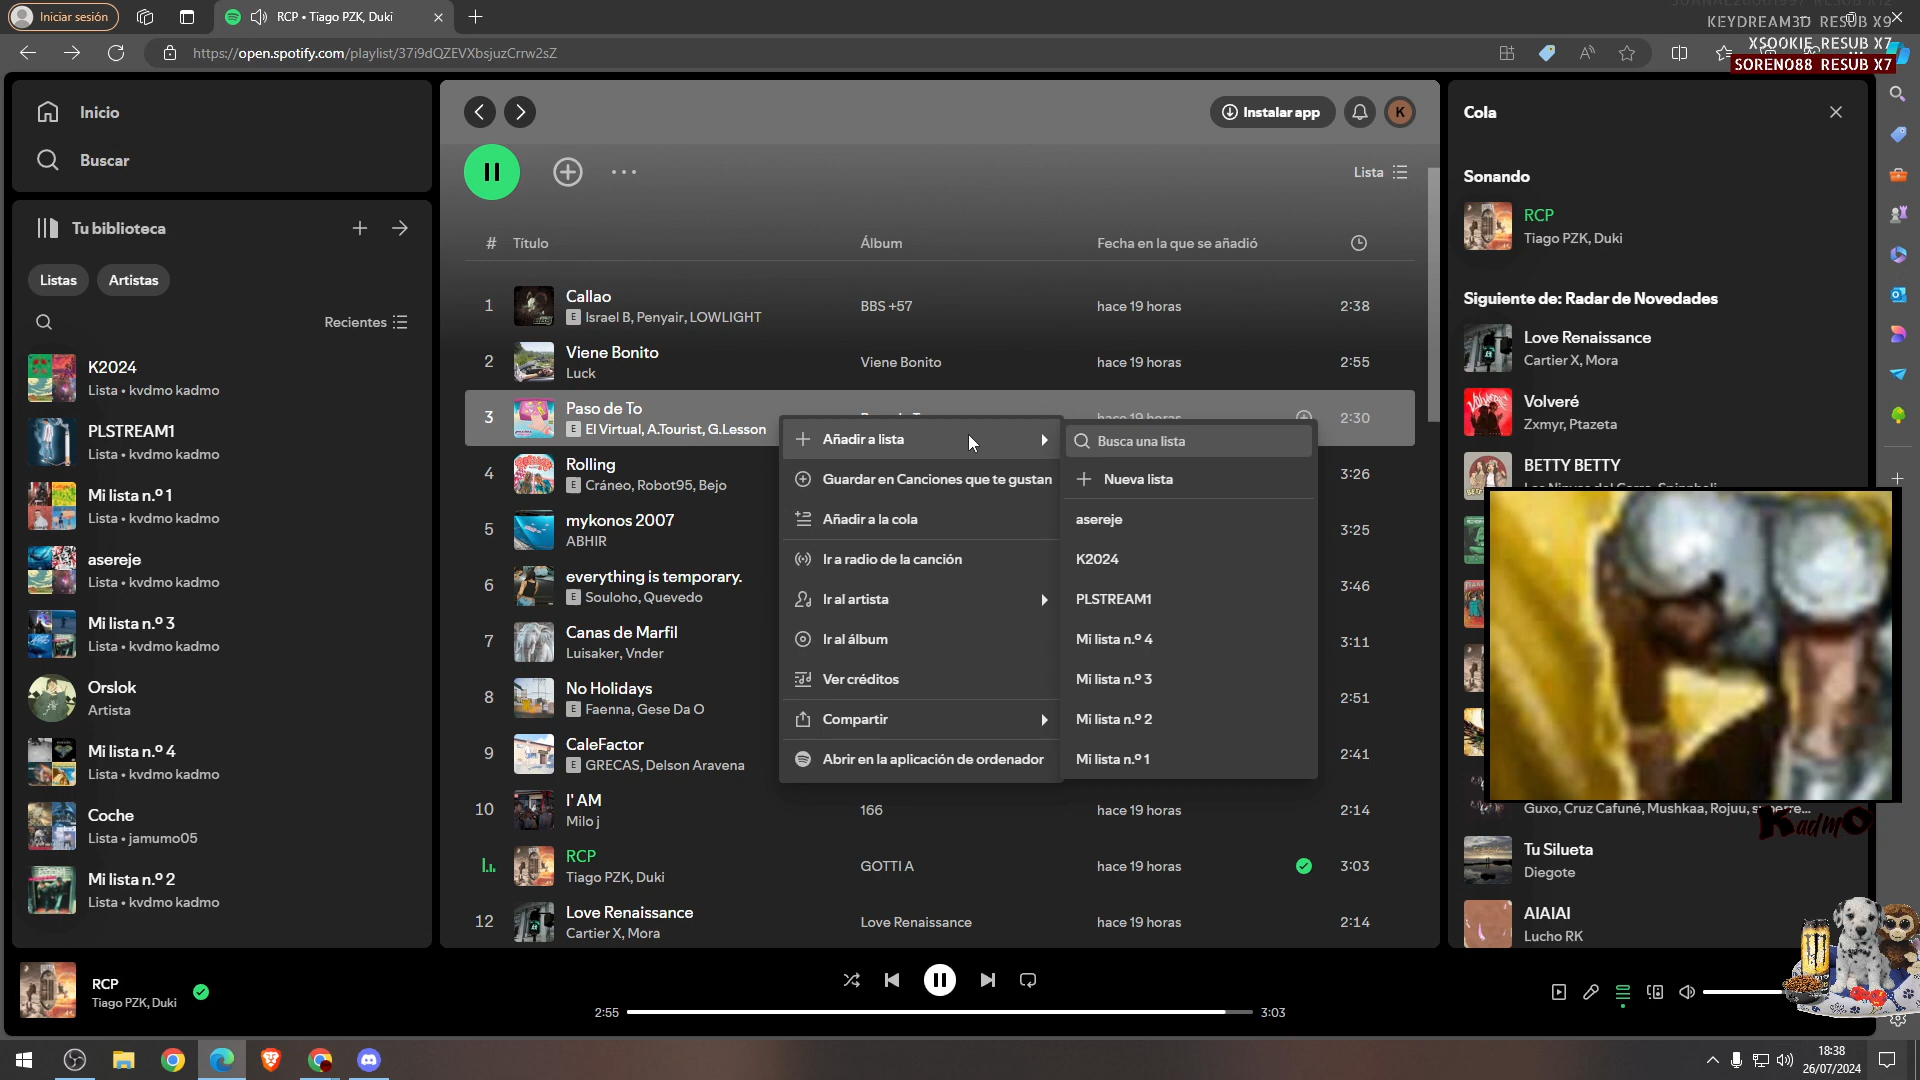 Iniciar sesión
RCP • Tiago PZK, Duki
KEYDREAM3D RESUB X9
XSOOKIE RESUB X7
SORENO88 RESUB X7
https://open.spotify.com/playlist/37i9dQZEVXbsjuzCrrw2sZ
Inicio
Buscar
Tu biblioteca
Listas
Artistas
Recientes
K2024
Lista • kvdmo kadmo
PLSTREAM1
Lista • kvdmo kadmo
Mi lista n.º 1
Lista • kvdmo kadmo
asereje
Lista • kvdmo kadmo
Mi lista n.º 3
Lista • kvdmo kadmo
Orslok
Artista
Mi lista n.º 4
Lista • kvdmo kadmo
Coche
Lista • jamumo05
Mi lista n.º 2
Lista • kvdmo kadmo
Instalar app
K
Lista
# Título Álbum Fecha en la que se añadió
1 Callao BBS +57 hace 19 horas 2:38
E Israel B, Penyair, LOWLIGHT
2 Viene Bonito Viene Bonito hace 19 horas 2:55
Luck
3 Paso de To hace 19 horas 2:30
E El Virtual, A.Tourist, G.Lesson
4 Rolling 3:26
E Cráneo, Robot95, Bejo
5 mykonos 2007 3:25
ABHIR
6 everything is temporary. 3:46
E Souloho, Quevedo
7 Canas de Marfil 3:11
Luisaker, Vnder
8 No Holidays 2:51
E Faenna, Gese Da O
9 CaleFactor 2:41
E GRECAS, Delson Aravena
10 I' AM 166 hace 19 horas 2:14
Milo j
RCP GOTTI A hace 19 horas 3:03
Tiago PZK, Duki
12 Love Renaissance Love Renaissance hace 19 horas 2:14
Cartier X, Mora
Añadir a lista
Guardar en Canciones que te gustan
Añadir a la cola
Ir a radio de la canción
Ir al artista
Ir al álbum
Ver créditos
Compartir
Abrir en la aplicación de ordenador
Busca una lista
Nueva lista
asereje
K2024
PLSTREAM1
Mi lista n.º 4
Mi lista n.º 3
Mi lista n.º 2
Mi lista n.º 1
Cola
Sonando
RCP
Tiago PZK, Duki
Siguiente de: Radar de Novedades
Love Renaissance
Cartier X, Mora
Volveré
Zxmyr, Ptazeta
BETTY BETTY
Guxo, Cruz Cafuné, Mushkaa, Rojuu,
KadmO
Tu Silueta
Diegote
AIAIAI
Lucho RK
RCP
Tiago PZK, Duki
2:55
3:03
18:38
26/07/2024